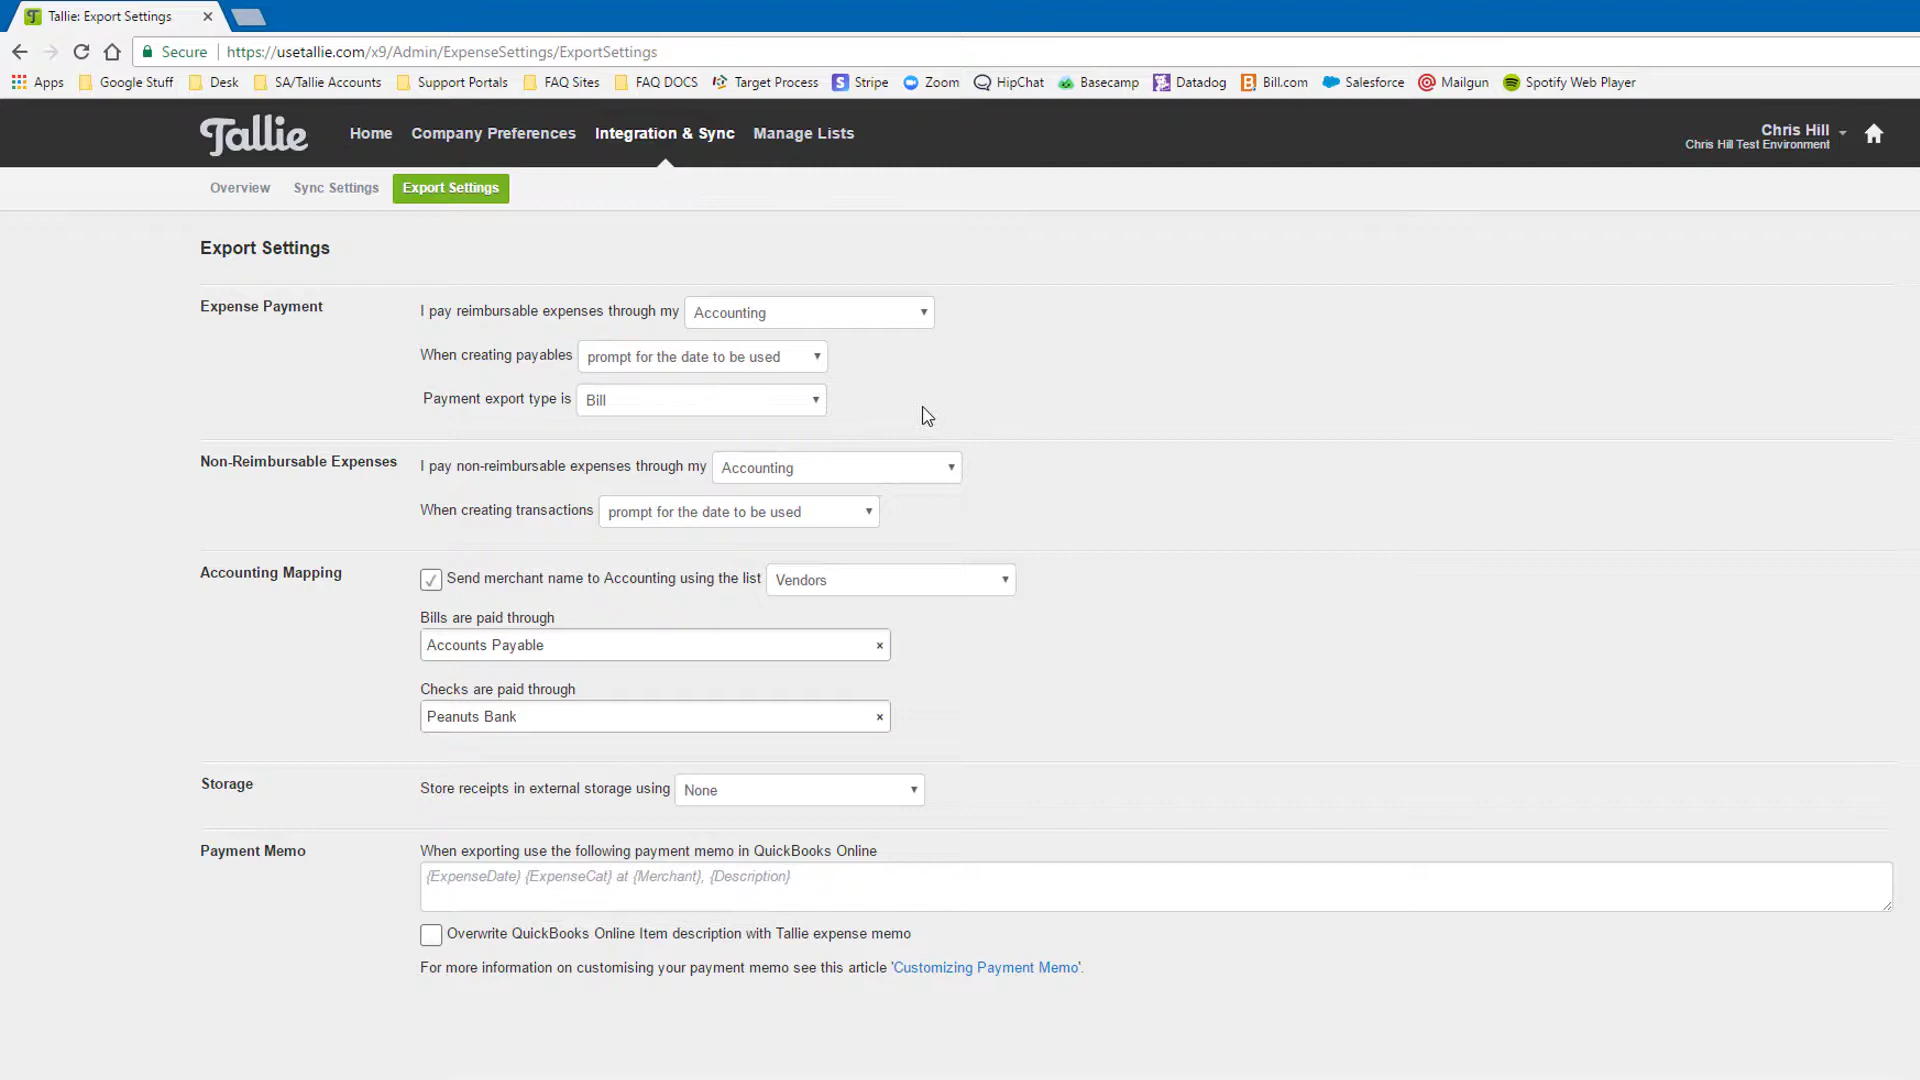 Tallie: Export Settings
Secure https://usetallie.com/x9/Admin/ExpenseSettings/ExportSettings
Apps Google Stuff Desk SA/Tallie Accounts Support Portals FAQ Sites FAQ DOCS Target Process Stripe Zoom HipChat Basecamp Datadog Bill.com Salesforce Mailgun Spotify Web Player
Tallie Home Company Preferences Integration & Sync Manage Lists Chris Hill
Chris Hill Test Environment
Overview Sync Settings Export Settings
Export Settings
Expense Payment I pay reimbursable expenses through my Accounting
When creating payables prompt for the date to be used
Payment export type is Bill
Non-Reimbursable Expenses I pay non-reimbursable expenses through my Accounting
When creating transactions prompt for the date to be used
Accounting Mapping Send merchant name to Accounting using the list Vendors
Bills are paid through
Accounts Payable
Checks are paid through
Peanuts Bank
Storage Store receipts in external storage using None
Payment Memo When exporting use the following payment memo in QuickBooks Online
{ExpenseDate} {ExpenseCat} at {Merchant}, {Description}
Overwrite QuickBooks Online Item description with Tallie expense memo
For more information on customising your payment memo see this article 'Customizing Payment Memo'.